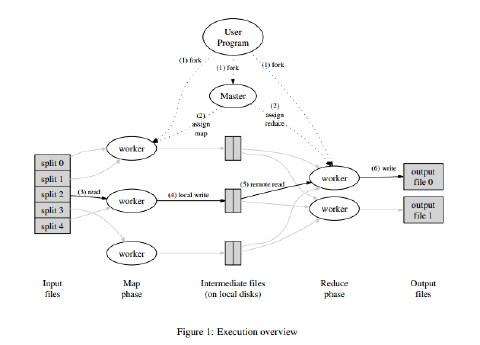 User
Program
(1) fork
(1) fork
(1) fork
Master
(2)
assign
map
(2)
assign
reduce
worker
split 0
split 1
split 2
split 3
split 4
(3) read
worker
(4) local write
(5) remote read
worker
(6) write
output
file 0
worker
output
file 1
worker
Input
files
Map
phase
Intermediate files
(on local disks)
Reduce
phase
Output
files
Figure 1: Execution overview